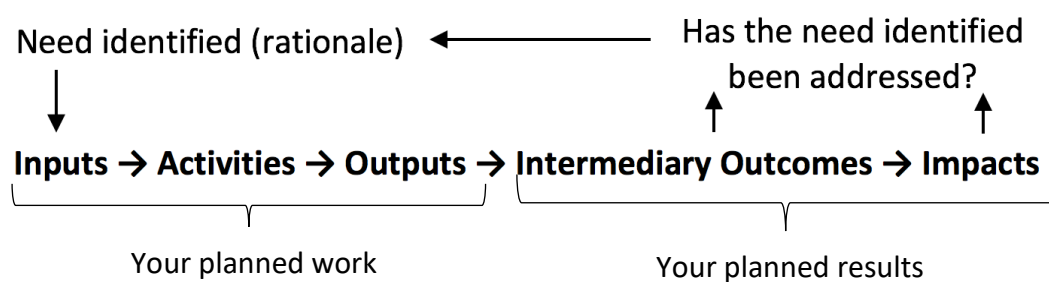 Need identified (rationale)
Has the need identified
been addressed?
Inputs → Activities → Outputs → Intermediary Outcomes → Impacts
Your planned work
Your planned results